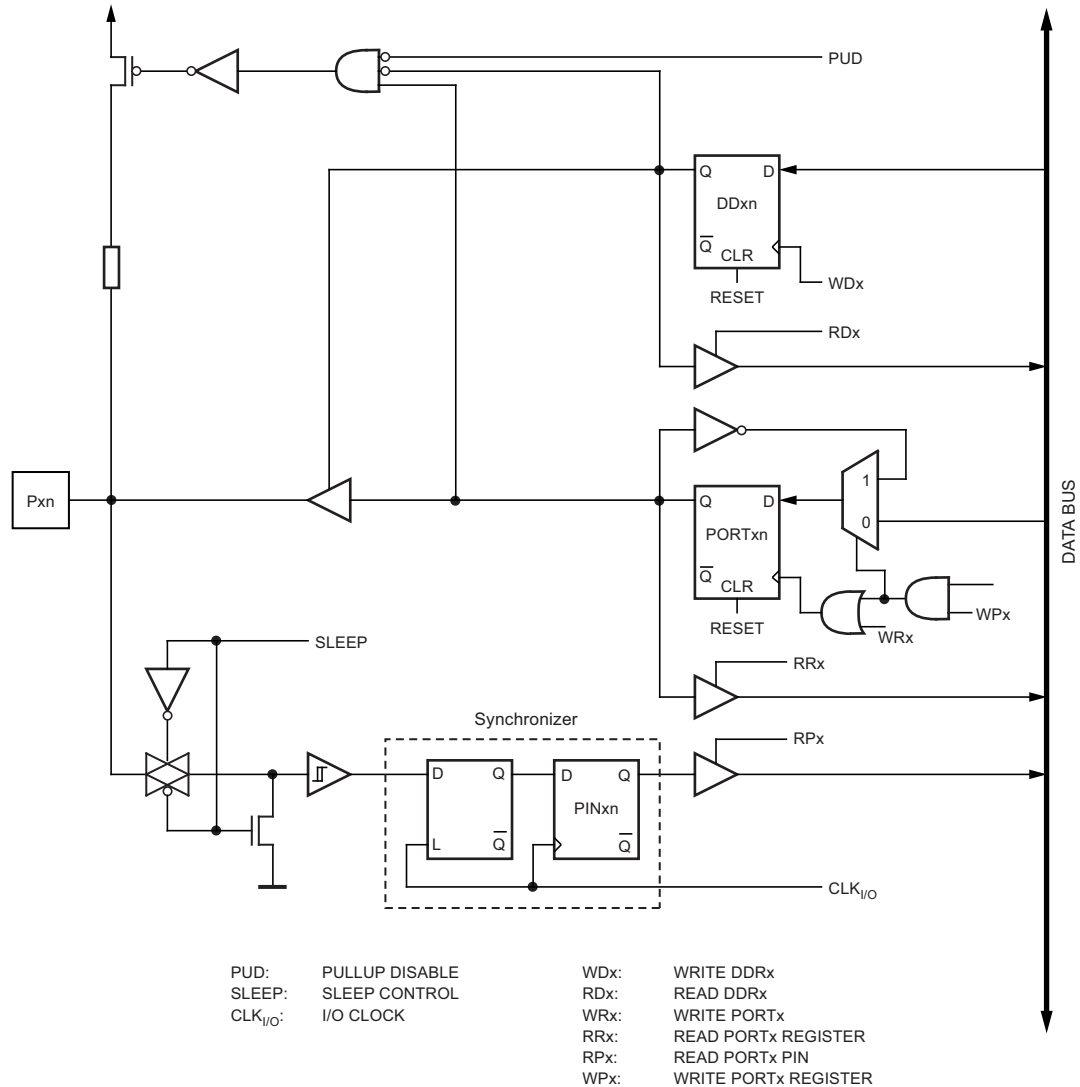 PUD
Q D
DDxn
Q
CLR
WDx
RESET
RDx
Pxn
1
Q D
0
PORTxn
Q
CLR
DATA BUS
WPx
RESET
WRx
SLEEP
RRx
Synchronizer
RPx
D Q D Q
PINxn
L Q Q
CLKI/O
PUD: PULLUP DISABLE
SLEEP: SLEEP CONTROL
CLKI/O: I/O CLOCK
WDx: WRITE DDRx
RDx: READ DDRx
WRx: WRITE PORTx
RRx: READ PORTx REGISTER
RPx: READ PORTx PIN
WPx: WRITE PORTx REGISTER